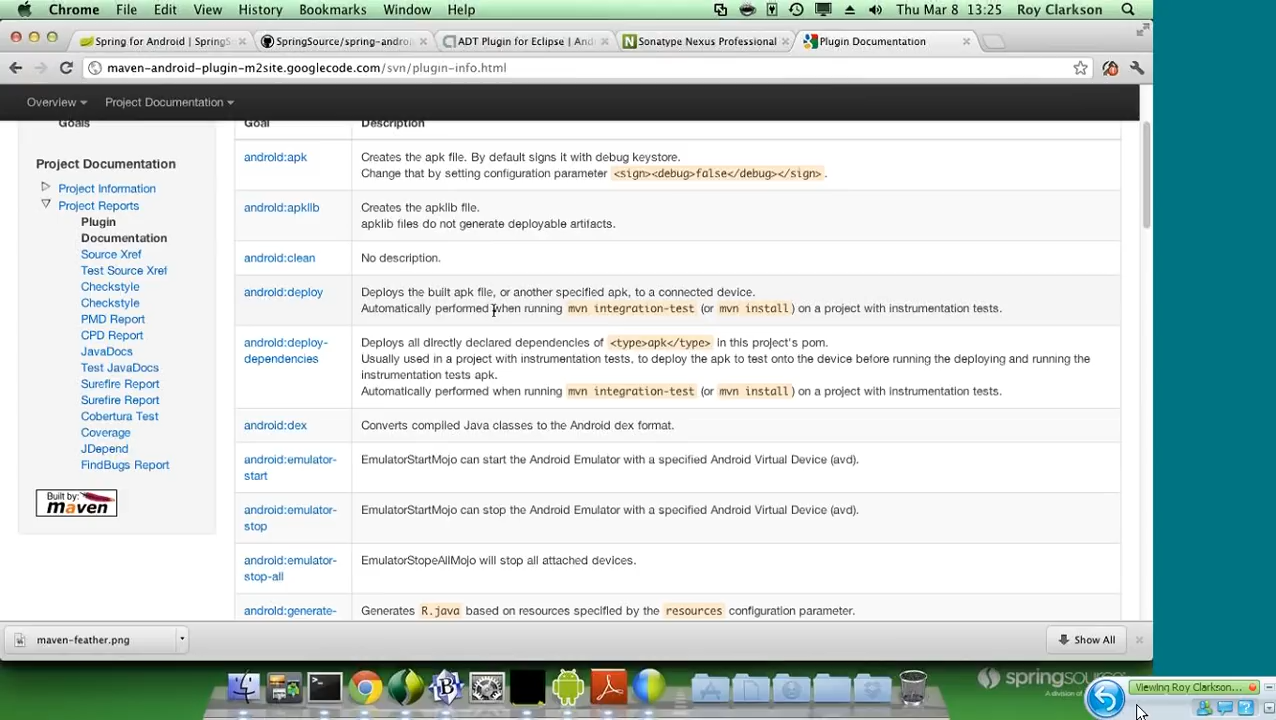 Chrome File Edit View History Bookmarks Window Help Thu Mar 8 13:25 Roy Clarkson
Spring for Android | SpringS SpringSource/spring-androi ADT Plugin for Eclipse | And Sonatype Nexus Professional Plugin Documentation
maven-android-plugin-m2site.googlecode.com/svn/plugin-info.html
Overview Project Documentation
Goals
Project Documentation
Project Information
Project Reports
Plugin
Documentation
Source Xref
Test Source Xref
Checkstyle
Checkstyle
PMD Report
CPD Report
JavaDocs
Test JavaDocs
Surefire Report
Surefire Report
Cobertura Test
Coverage
JDepend
FindBugs Report
Built by:
maven
Goal Description
android:apk Creates the apk file. By default signs it with debug keystore.
Change that by setting configuration parameter <sign><debug>false</debug></sign>.
android:apklib Creates the apklib file.
apklib files do not generate deployable artifacts.
android:clean No description.
android:deploy Deploys the built apk file, or another specified apk, to a connected device.
Automatically performed when running mvn integration-test (or mvn install) on a project with instrumentation tests.
android:deploy- Deploys all directly declared dependencies of <type>apk</type> in this project's pom.
dependencies Usually used in a project with instrumentation tests, to deploy the apk to test onto the device before running the deploying and running the
instrumentation tests apk.
Automatically performed when running mvn integration-test (or mvn install) on a project with instrumentation tests.
android:dex Converts compiled Java classes to the Android dex format.
android:emulator- EmulatorStartMojo can start the Android Emulator with a specified Android Virtual Device (avd).
start
android:emulator- EmulatorStartMojo can stop the Android Emulator with a specified Android Virtual Device (avd).
stop
android:emulator- EmulatorStopeAllMojo will stop all attached devices.
stop-all
android:generate- Generates R.java based on resources specified by the resources configuration parameter.
maven-feather.png Show All
springsource
A division of
Viewing Roy Clarkson...